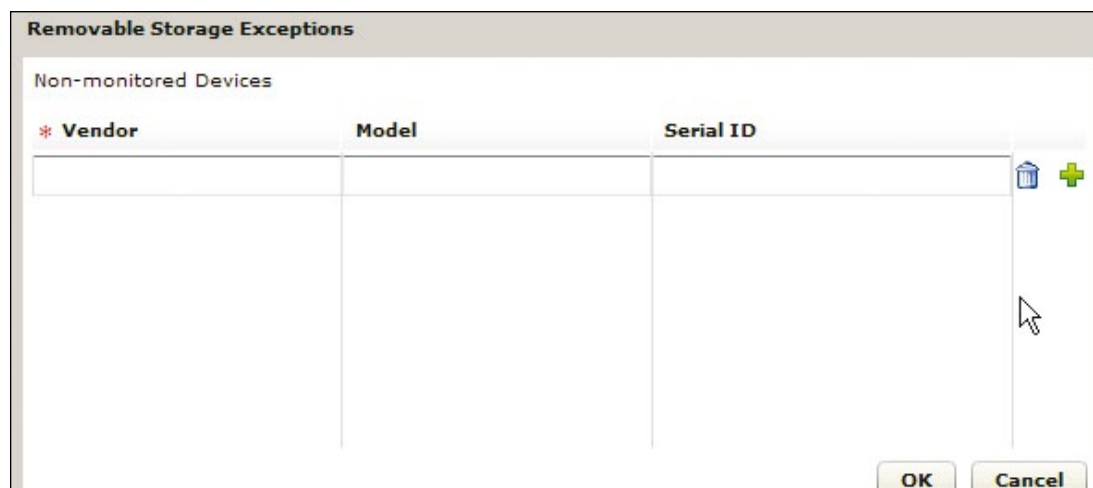 Removable Storage Exceptions
Non-monitored Devices
* Vendor Model Serial ID
OK Cancel